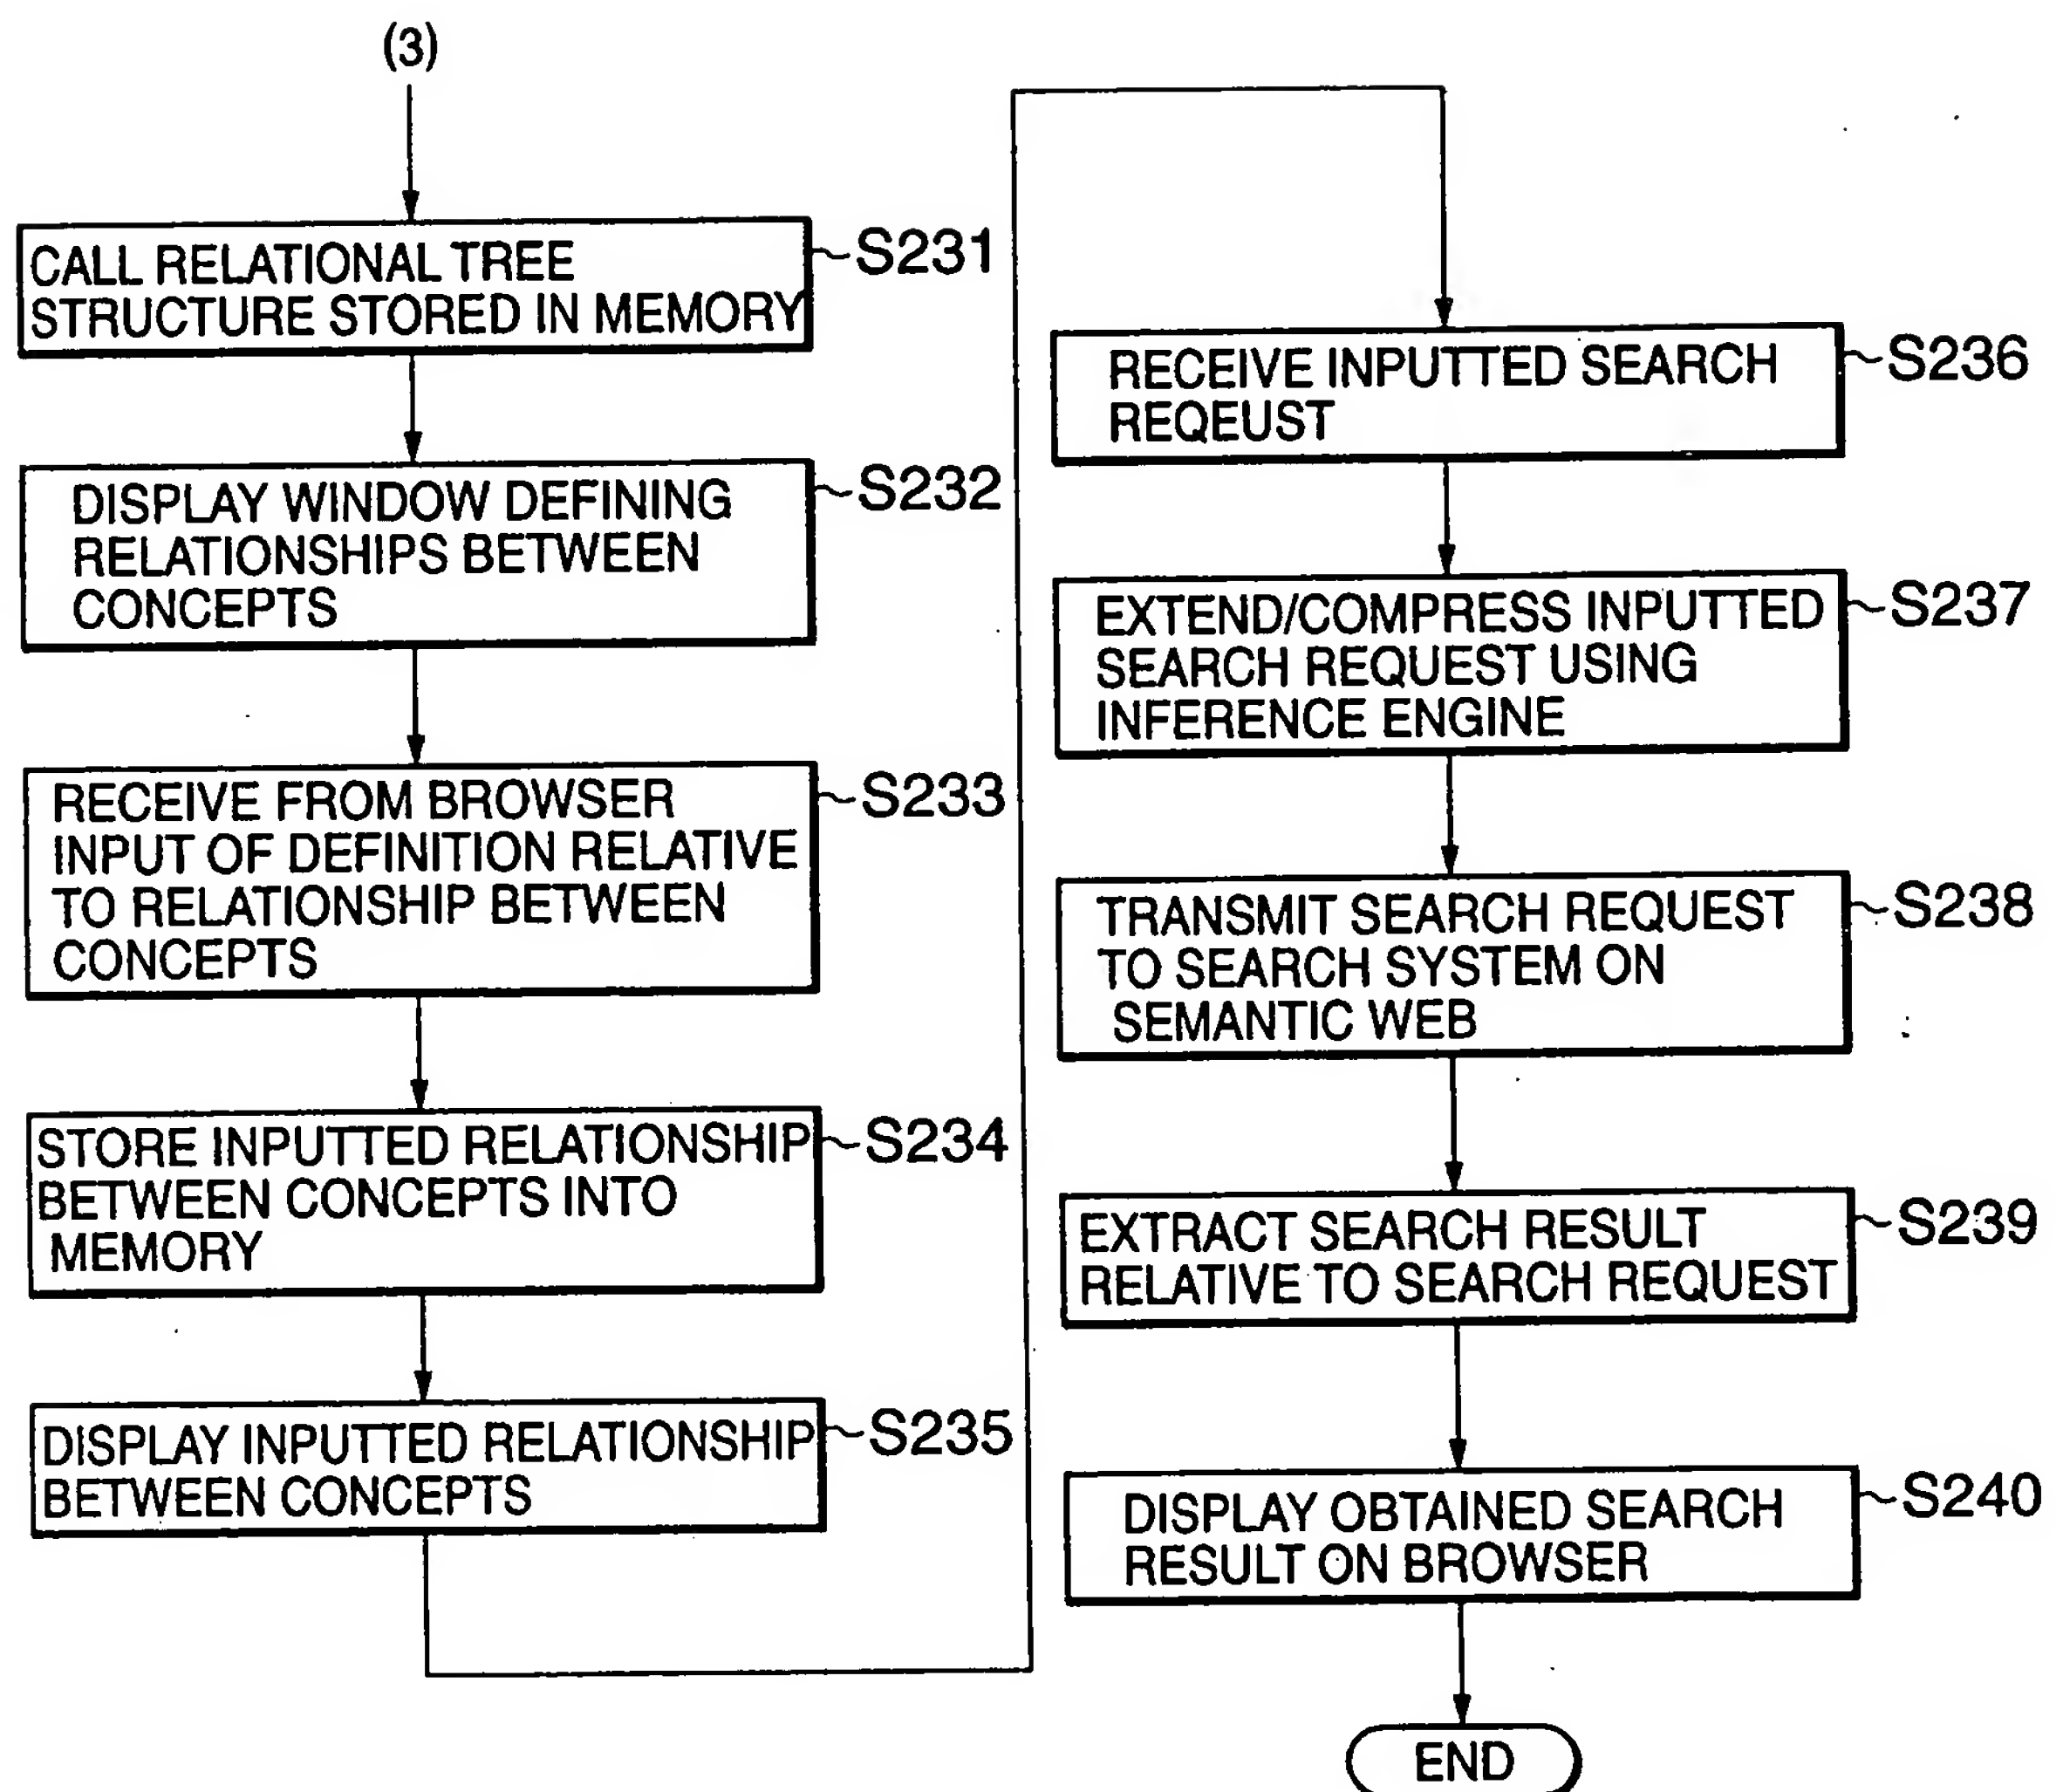 (3)
CALL RELATIONAL TREE
STRUCTURE STORED IN MEMORY
S231
DISPLAY WINDOW DEFINING
RELATIONSHIPS BETWEEN
CONCEPTS
S232
RECEIVE FROM BROWSER
INPUT OF DEFINITION RELATIVE
TO RELATIONSHIP BETWEEN
CONCEPTS
S233
STORE INPUTTED RELATIONSHIP
BETWEEN CONCEPTS INTO
MEMORY
S234
DISPLAY INPUTTED RELATIONSHIP
BETWEEN CONCEPTS
S235
RECEIVE INPUTTED SEARCH
REQEUST
S236
EXTEND/COMPRESS INPUTTED
SEARCH REQUEST USING
INFERENCE ENGINE
S237
TRANSMIT SEARCH REQUEST
TO SEARCH SYSTEM ON
SEMANTIC WEB
S238
EXTRACT SEARCH RESULT
RELATIVE TO SEARCH REQUEST
S239
DISPLAY OBTAINED SEARCH
RESULT ON BROWSER
S240
END